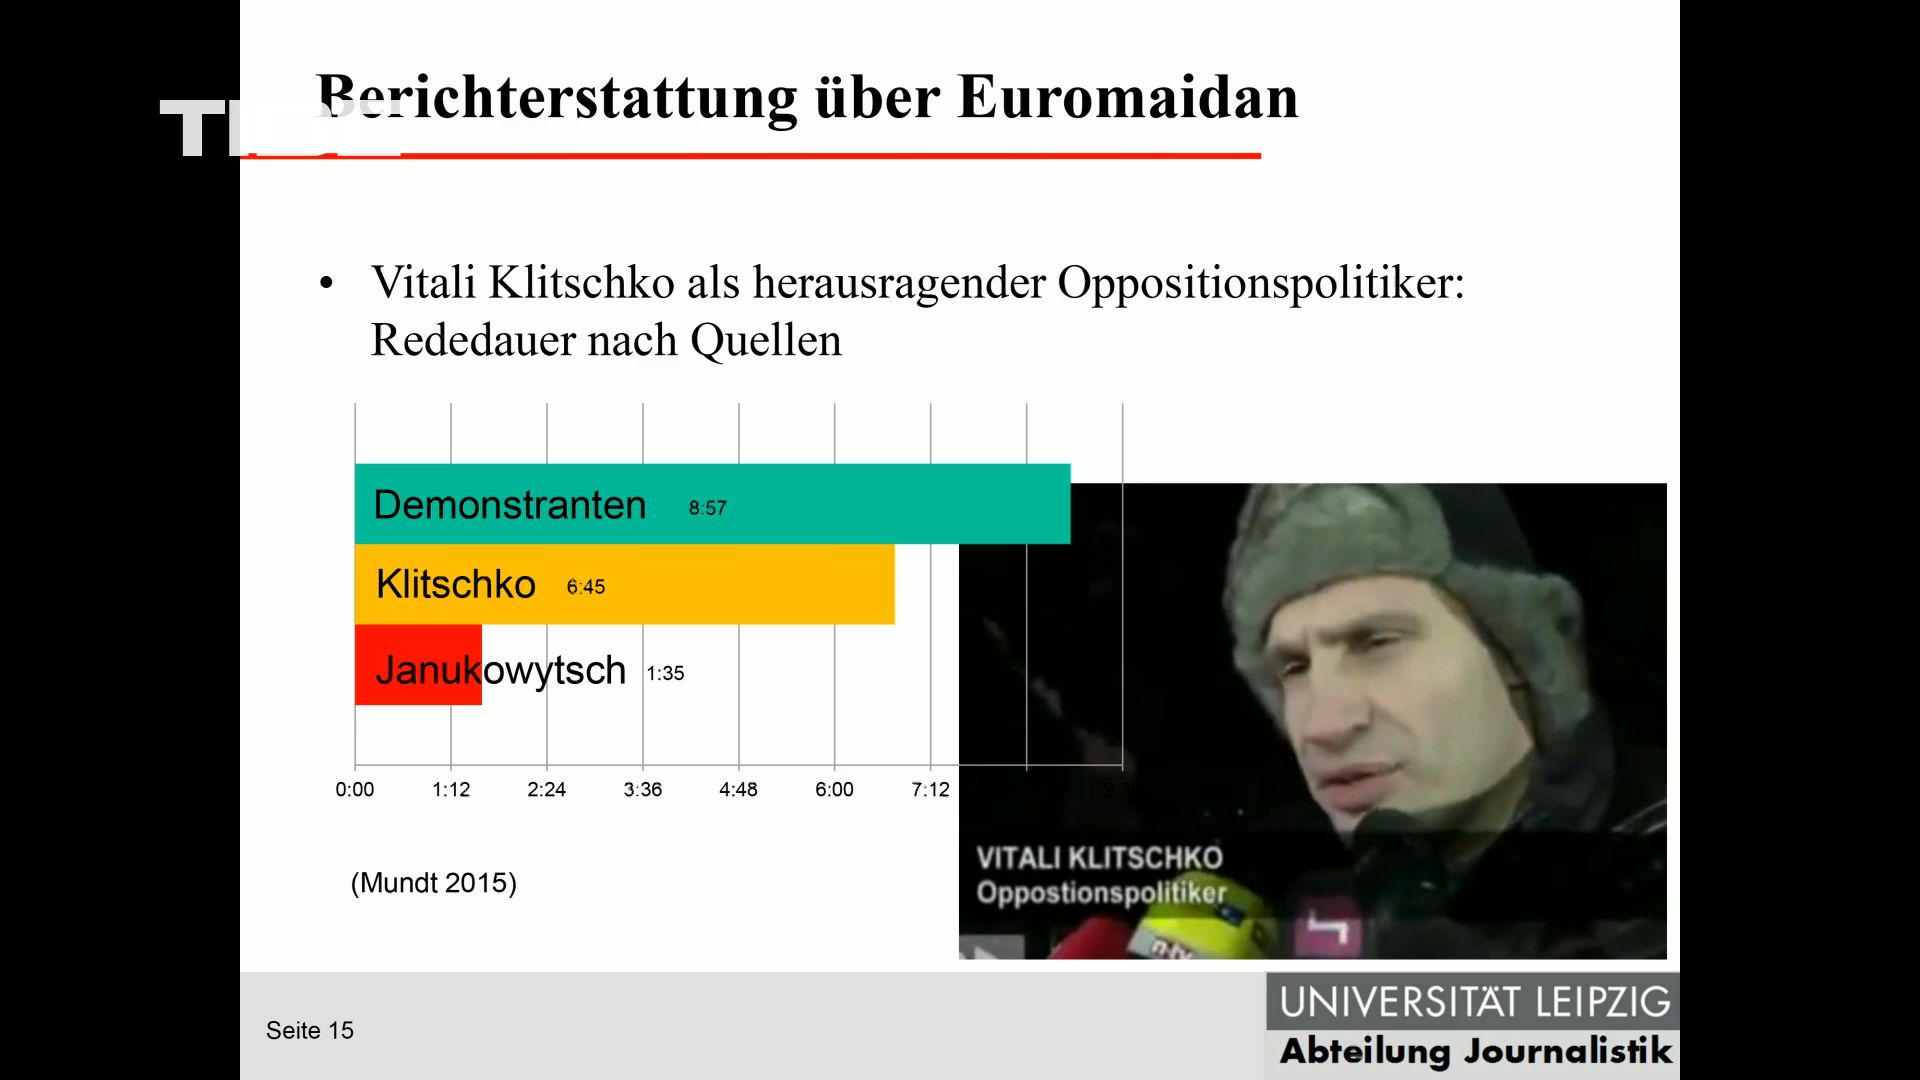 Berichterstattung über Euromaidan
• Vitali Klitschko als herausragender Oppositionspolitiker:
Rededauer nach Quellen
Demonstranten 8:57
Klitschko 6:45
Janukowytsch 1:35
0:00 1:12 2:24 3:36 4:48 6:00 7:12
VITALI KLITSCHKO
Oppostionspolitiker
n-tv
(Mundt 2015)
Seite 15
UNIVERSITÄT LEIPZIG
Abteilung Journalistik